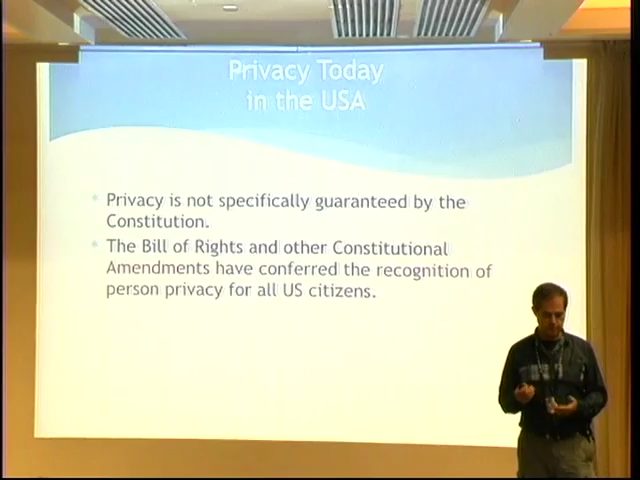 Privacy Today
in the USA
Privacy is not specifically guaranteed by the
Constitution.
The Bill of Rights and other Constitutional
Amendments have conferred the recognition of
person privacy for all US citizens.